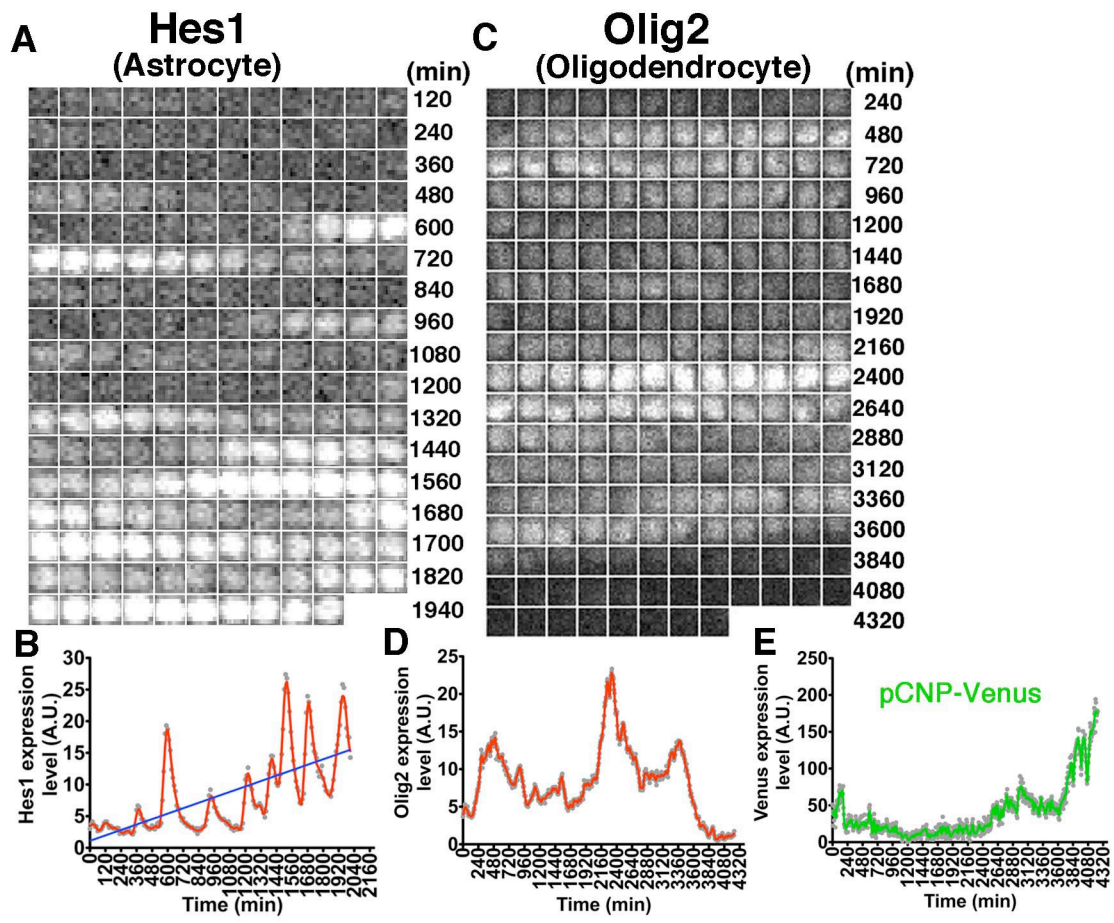 A
Hes1
(Astrocyte)
(min)
120
240
360
480
600
720
840
960
1080
1200
1320
1440
1560
1680
1700
1820
1940
C
Olig2
(Oligodendrocyte)
(min)
240
480
720
960
1200
1440
1680
1920
2160
2400
2640
2880
3120
3360
3600
3840
4080
4320
B
Hes1 expression
level (A.U.)
30
25
20
15
10
5
0
0 120 240 360 480 600 720 840 960 1080 1200 1320 1440 1560 1680 1800 1920 2040 2160
Time (min)
D
Olig2 expression
level (A.U.)
25
20
15
10
5
0
0 240 480 720 960 1200 1440 1680 1920 2160 2400 2640 2880 3120 3360 3600 3840 4080 4320
Time (min)
E
Venus expression
level (A.U.)
250
200
150
100
50
0
pCNP-Venus
0 240 480 720 960 1200 1440 1680 1920 2160 2400 2640 2880 3120 3360 3600 3840 4080 4320
Time (min)